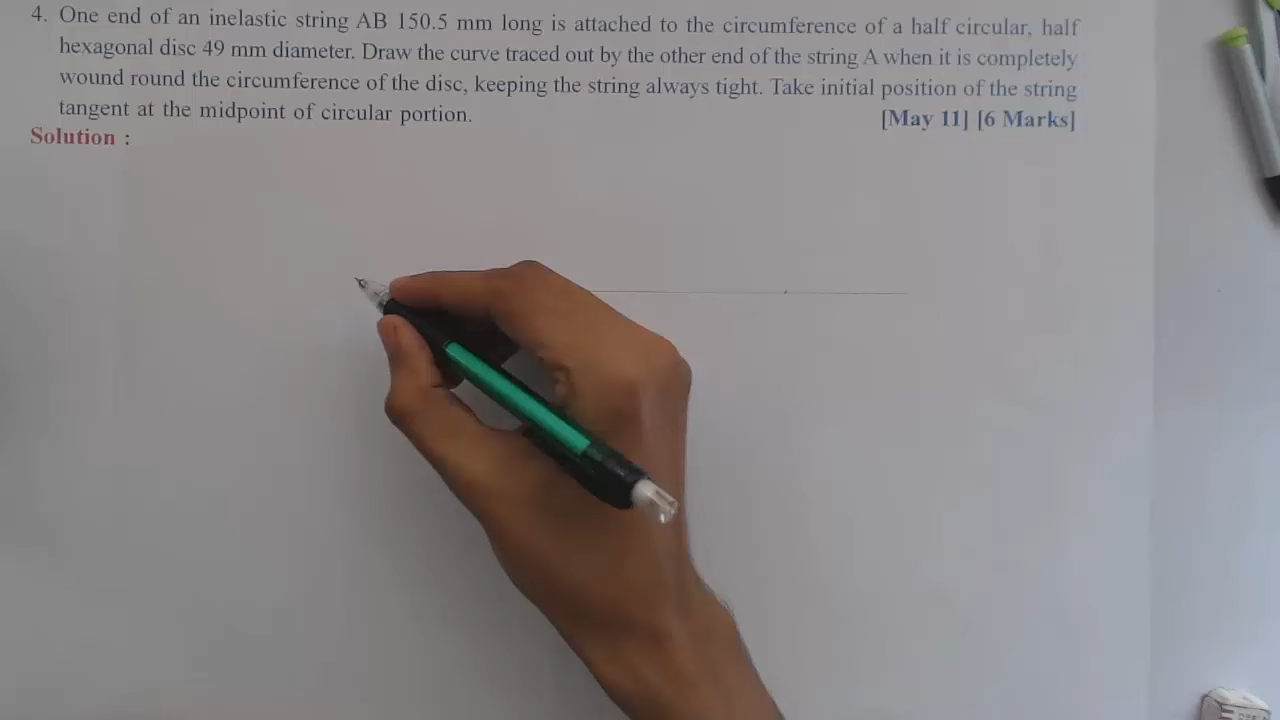 4. One end of an inelastic string AB 150.5 mm long is attached to the circumference of a half circular, half
hexagonal disc 49 mm diameter. Draw the curve traced out by the other end of the string A when it is completely
wound round the circumference of the disc, keeping the string always tight. Take initial position of the string
tangent at the midpoint of circular portion. [May 11] [6 Marks]
Solution :